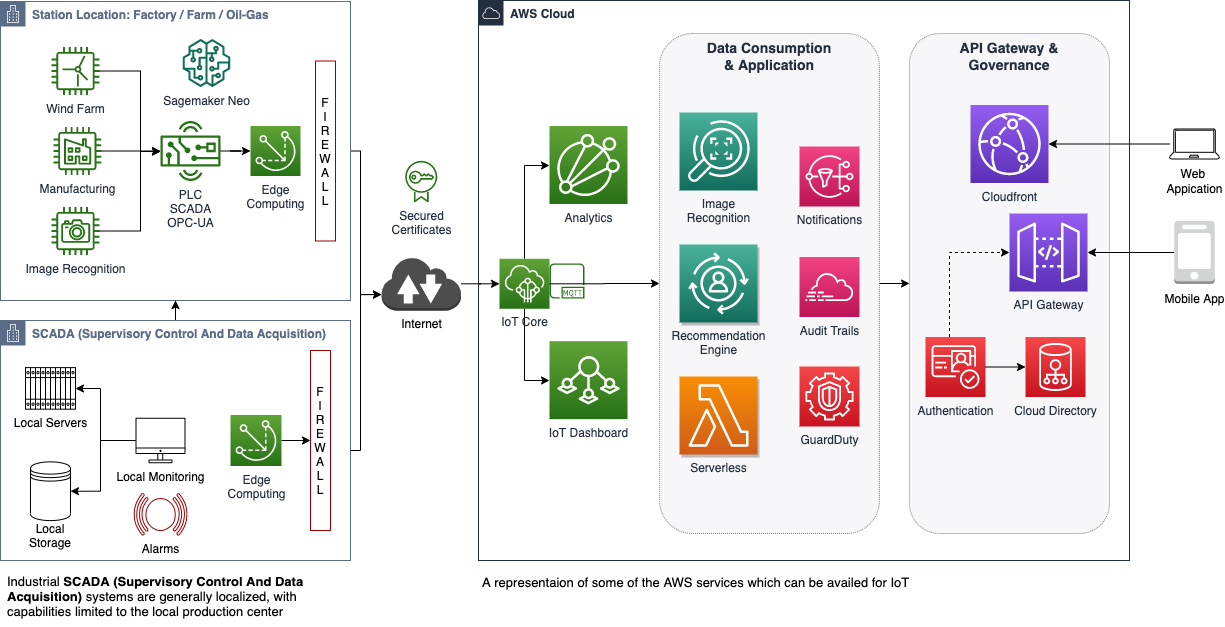 Station Location: Factory / Farm / Oil-Gas
Wind Farm
Sagemaker Neo
Manufacturing
PLC
SCADA
OPC-UA
Edge
Computing
Image Recognition
F
I
R
E
W
A
L
L
SCADA (Supervisory Control And Data Acquisition)
Local Servers
Local Monitoring
Local
Storage
Alarms
Edge
Computing
F
I
R
E
W
A
L
L
Industrial SCADA (Supervisory Control And Data
Acquisition) systems are generally localized, with
capabilities limited to the local production center
Secured
Certificates
Internet
AWS Cloud
Analytics
IoT Core
MQTT
IoT Dashboard
Data Consumption
& Application
Image
Recognition
Notifications
Recommendation
Engine
Audit Trails
Serverless
GuardDuty
API Gateway &
Governance
Cloudfront
API Gateway
Authentication
Cloud Directory
Web
Appication
Mobile App
A representaion of some of the AWS services which can be availed for IoT